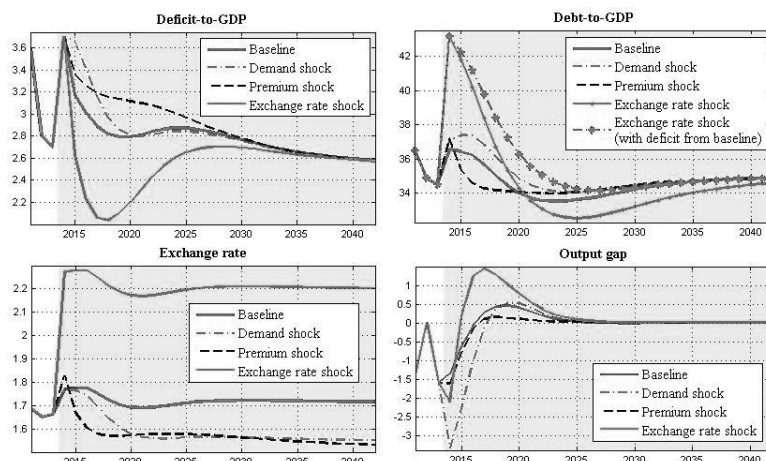 Deficit-to-GDP
3.6
3.4
3.2
3
2.8
2.6
2.4
2.2
Baseline
Demand shock
Premium shock
Exchange rate shock
2015 2020 2025 2030 2035 2040
Debt-to-GDP
42
40
38
36
34
Baseline
Demand shock
Premium shock
Exchange rate shock
Exchange rate shock
(with deficit from baseline)
2015 2020 2025 2030 2035 2040
Exchange rate
2.2
2.1
2
1.9
1.8
1.7
1.6
Baseline
Demand shock
Premium shock
Exchange rate shock
2015 2020 2025 2030 2035 2040
Output gap
1
0.5
0
-0.5
-1
-1.5
-2
-2.5
-3
Baseline
Demand shock
Premium shock
Exchange rate shock
2015 2020 2025 2030 2035 2040